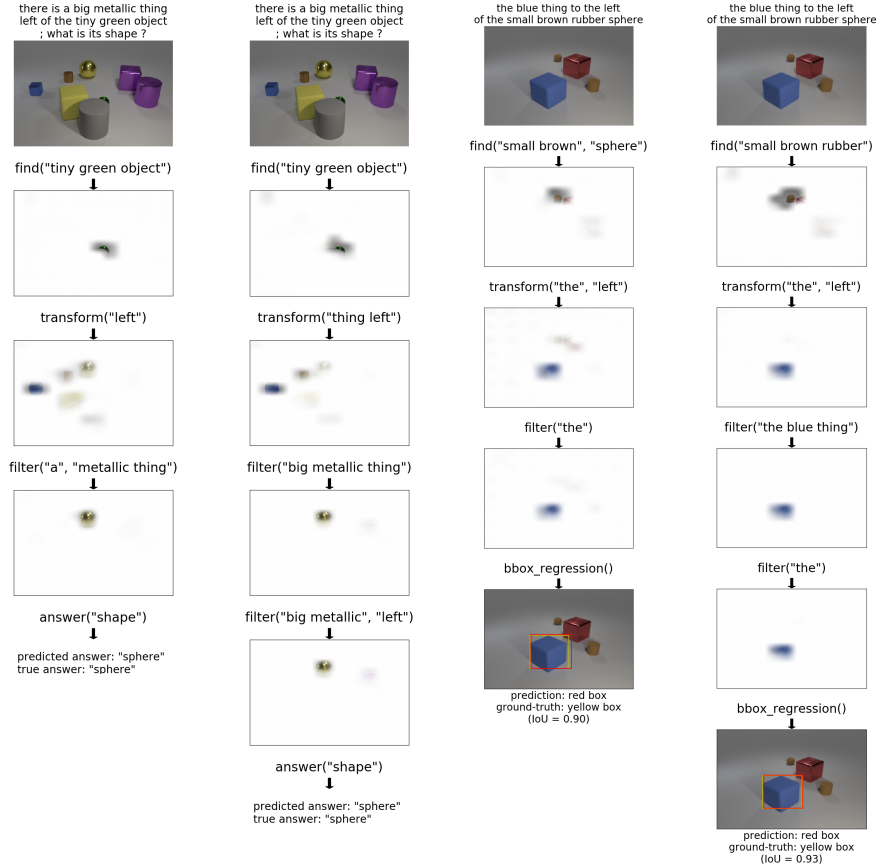 there is a big metallic thing
left of the tiny green object
; what is its shape ?
find("tiny green object")
transform("left")
filter("a", "metallic thing")
answer("shape")
predicted answer: "sphere"
true answer: "sphere"
there is a big metallic thing
left of the tiny green object
; what is its shape ?
find("tiny green object")
transform("thing left")
filter("big metallic thing")
filter("big metallic", "left")
answer("shape")
predicted answer: "sphere"
true answer: "sphere"
the blue thing to the left
of the small brown rubber sphere
find("small brown", "sphere")
transform("the", "left")
filter("the")
bbox_regression()
prediction: red box
ground-truth: yellow box
(IoU = 0.90)
the blue thing to the left
of the small brown rubber sphere
find("small brown rubber")
transform("the", "left")
filter("the blue thing")
filter("the")
bbox_regression()
prediction: red box
ground-truth: yellow box
(IoU = 0.93)